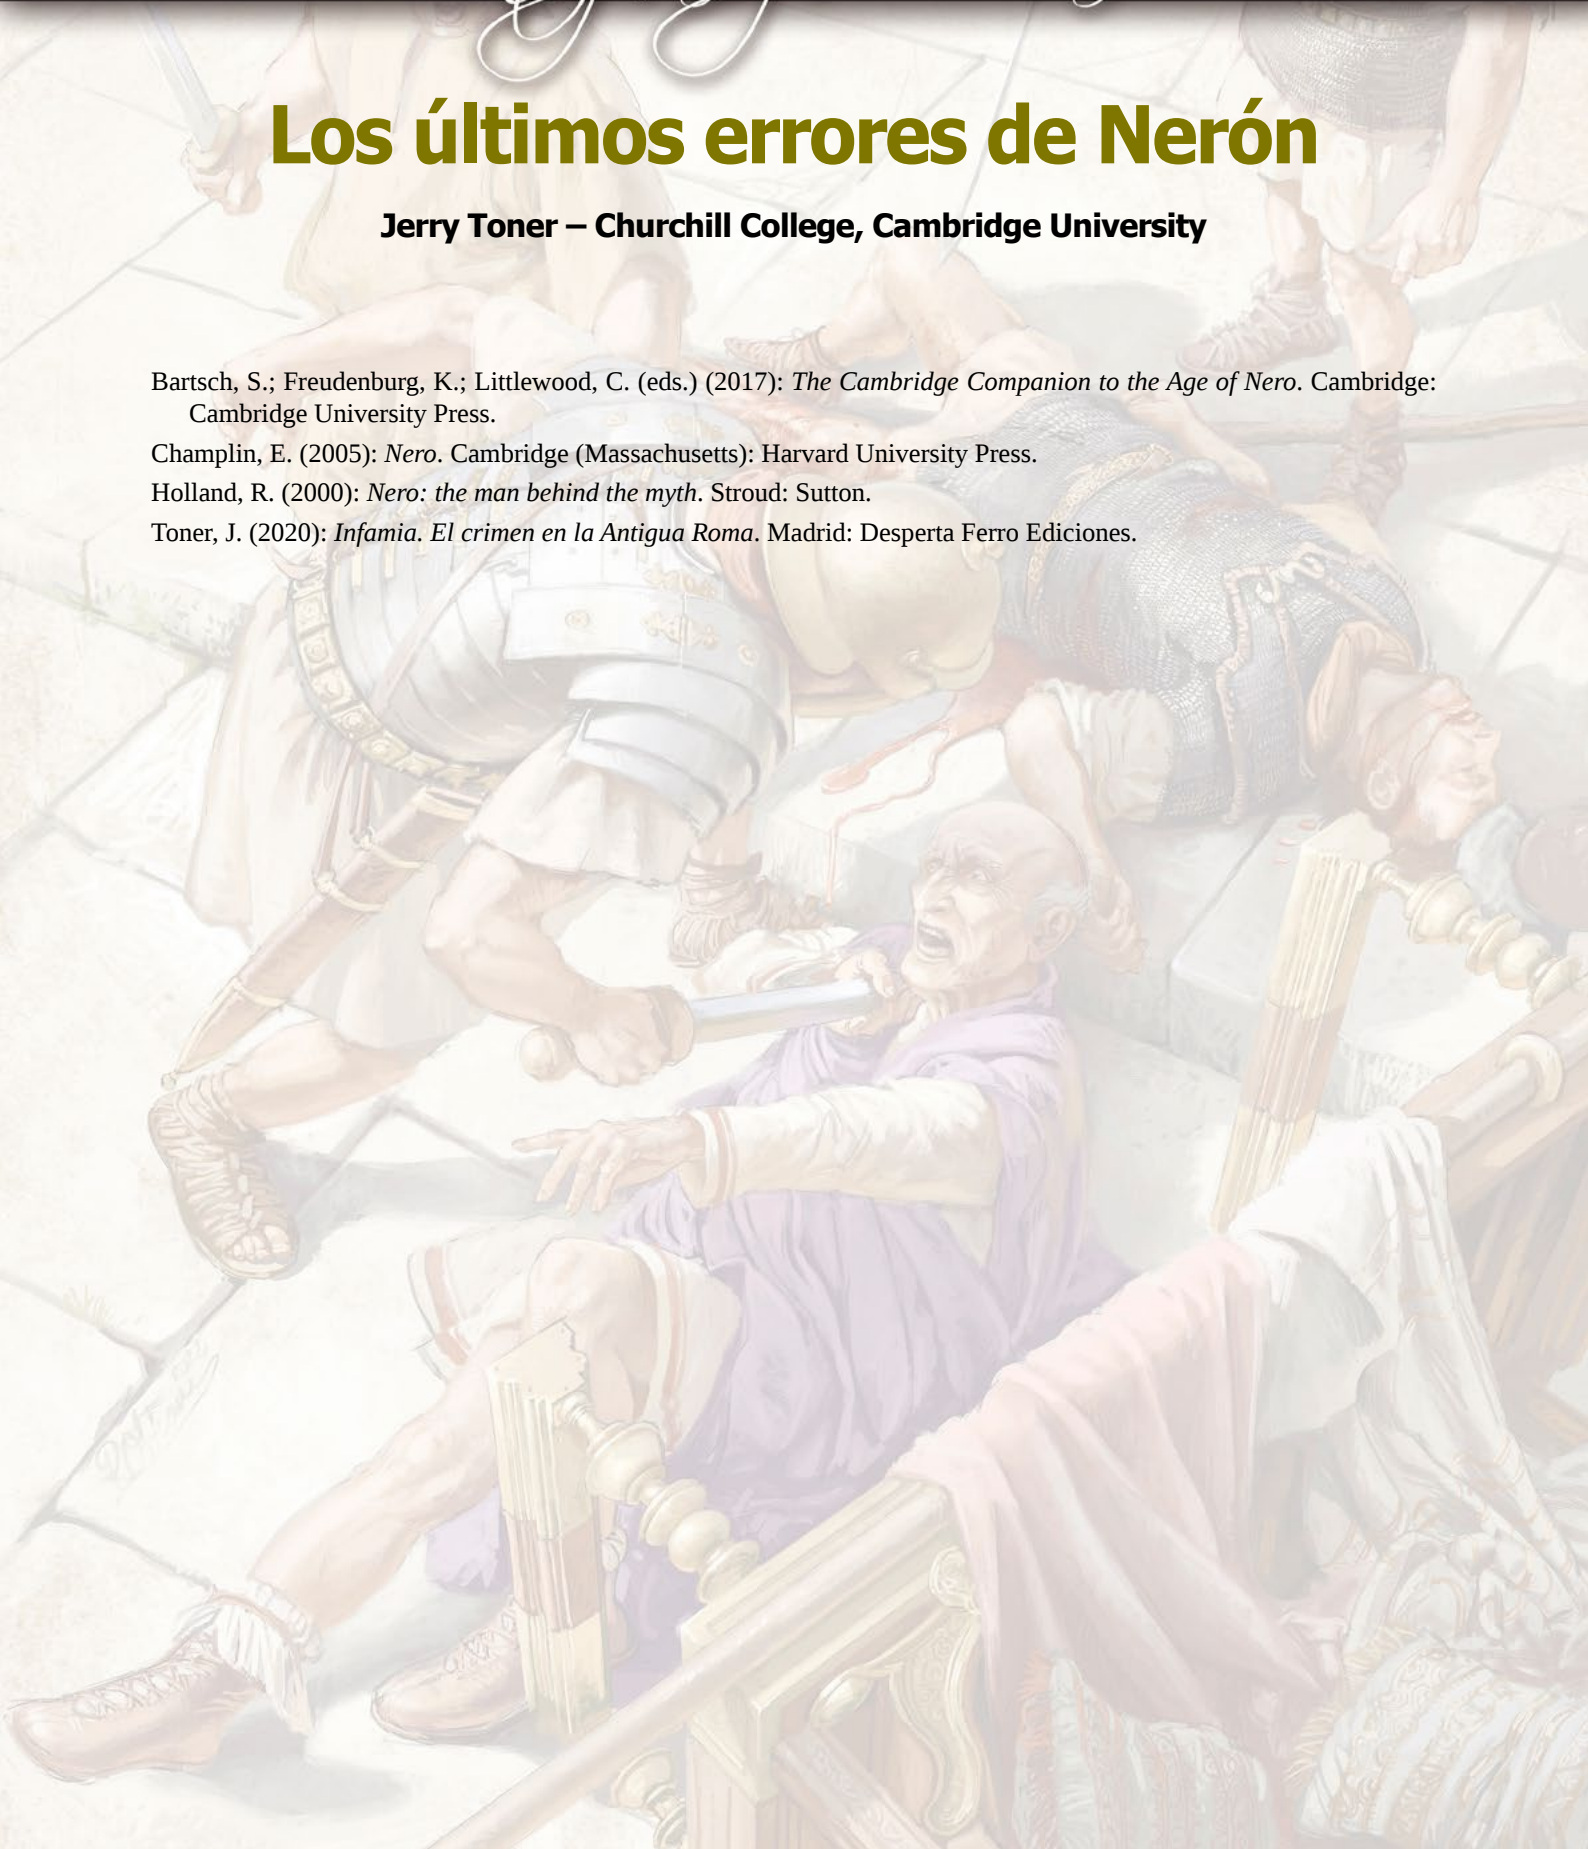 Los últimos errores de Nerón
Jerry Toner – Churchill College, Cambridge University
Bartsch, S.; Freudenburg, K.; Littlewood, C. (eds.) (2017): The Cambridge Companion to the Age of Nero. Cambridge:
Cambridge University Press.
Champlin, E. (2005): Nero. Cambridge (Massachusetts): Harvard University Press.
Holland, R. (2000): Nero: the man behind the myth. Stroud: Sutton.
Toner, J. (2020): Infamia. El crimen en la Antigua Roma. Madrid: Desperta Ferro Ediciones.